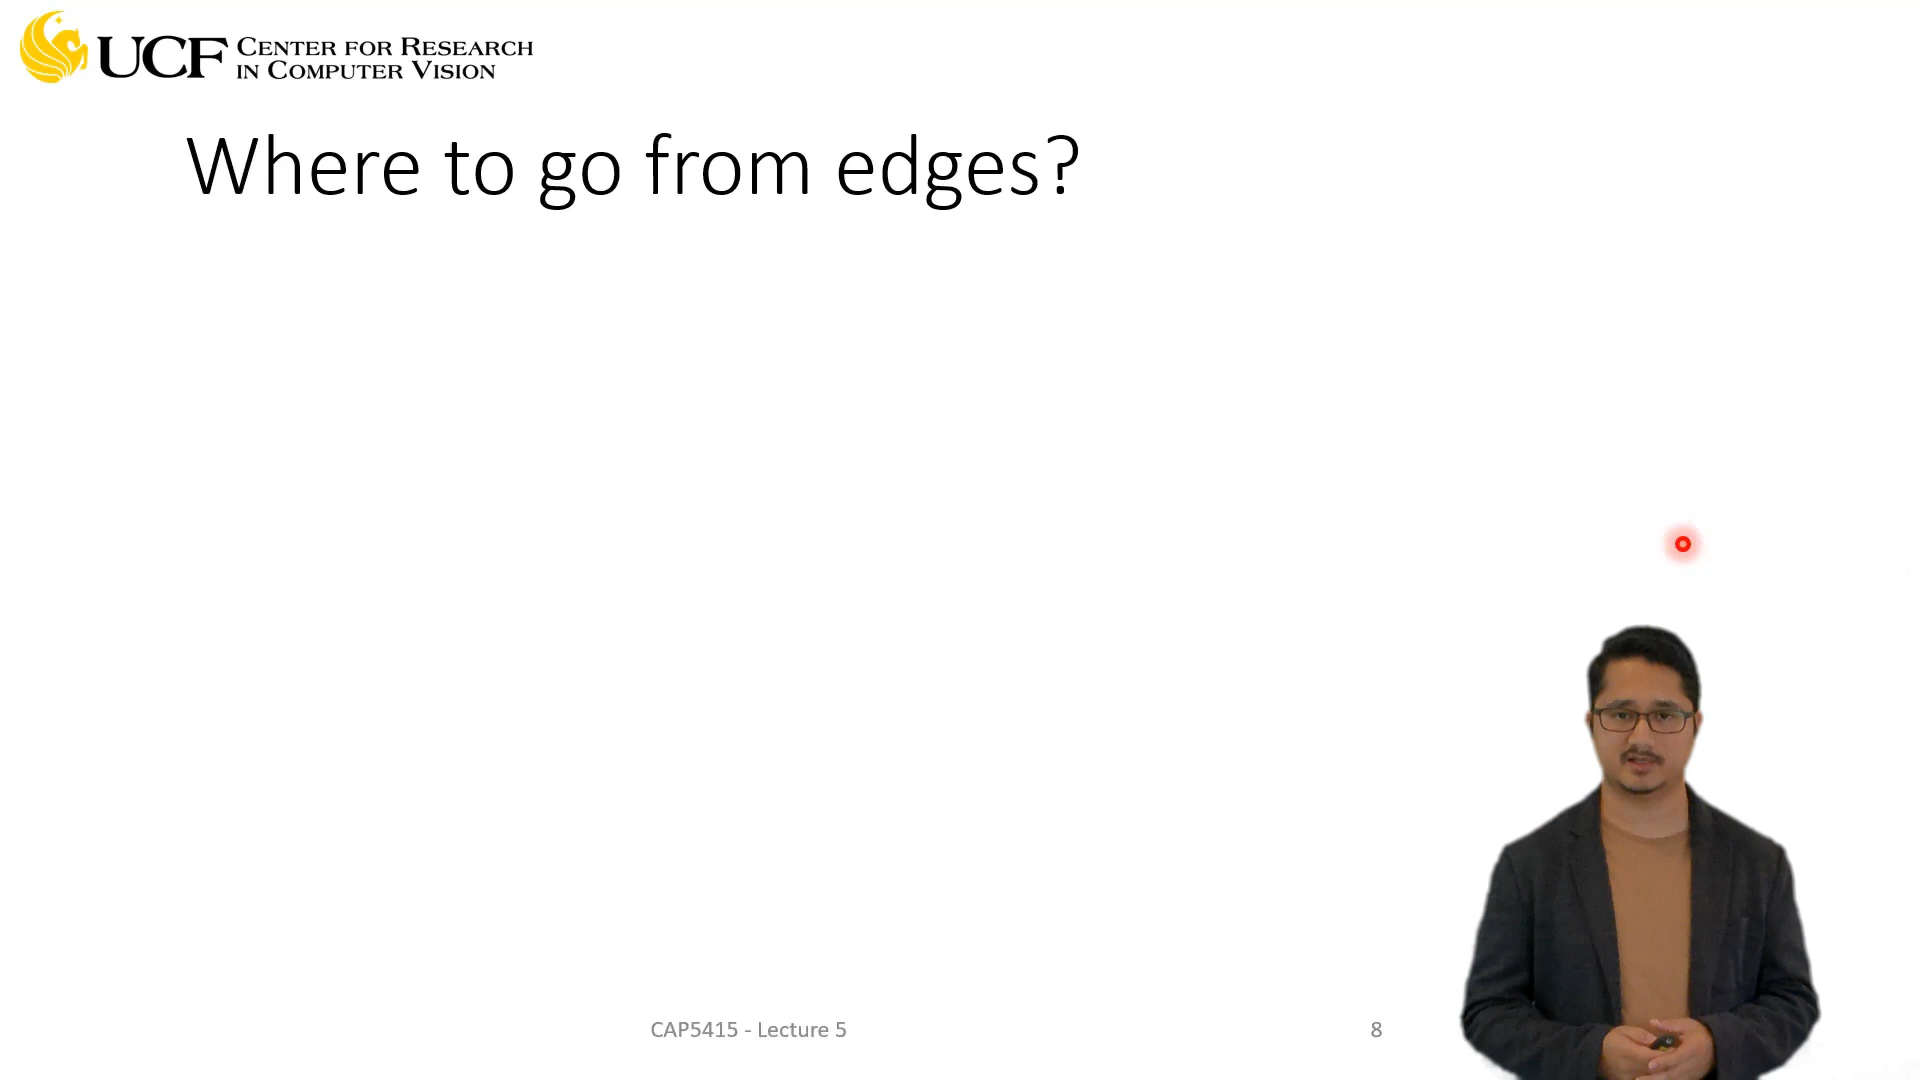 UCF CENTER FOR RESEARCH
IN COMPUTER VISION
Where to go from edges?
CAP5415 - Lecture 5
8